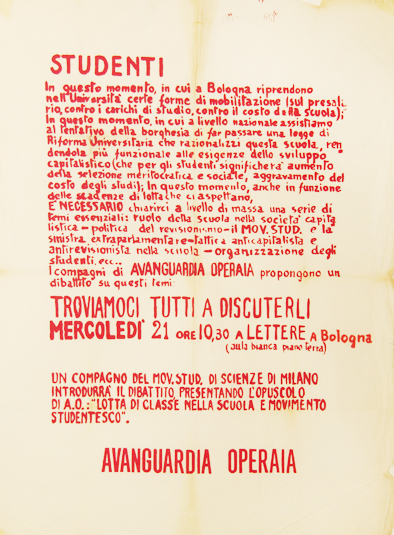 STUDENTI
In questo momento, in cui a Bologna riprendono
nell'Università certe forme di mobilitazione (sul presala
rio, contro i carichi di studio, contro il costo della scuola);
In questo momento, in cui a livello nazionale assistiamo
al tentativo della borghesia di far passare una legge di
Riforma Universitaria che razionalizzi questa scuola, ren
dendola più funzionale alle esigenze dello sviluppo
capitalistico (che per gli studenti significherà aumento
della selezione meritocratica e sociale, aggravamento del
costo degli studi); In questo momento, anche in funzione
delle scadenze di lotta che ci aspettano,
E' NECESSARIO chiarirci a livello di massa una serie di
temi essenziali: ruolo della scuola nella società capita
listica - politica del revisionismo - il MOV. STUD. e la
sinistra extraparlamentare - tattica anticapitalista e
antirevisionista nella scuola - organizzazione degli
studenti, ecc...
I compagni di AVANGUARDIA OPERAIA propongono un
dibattito su questi temi
TROVIAMOCI TUTTI A DISCUTERLI
MERCOLEDI' 21 ORE 10,30 A LETTERE A Bologna
(aula bianca piano terra)
UN COMPAGNO DEL MOV. STUD. DI SCIENZE DI MILANO
INTRODURRÀ IL DIBATTITO, PRESENTANDO L'OPUSCOLO
DI A.O.: "LOTTA DI CLASSE NELLA SCUOLA E MOVIMENTO
STUDENTESCO".
AVANGUARDIA OPERAIA